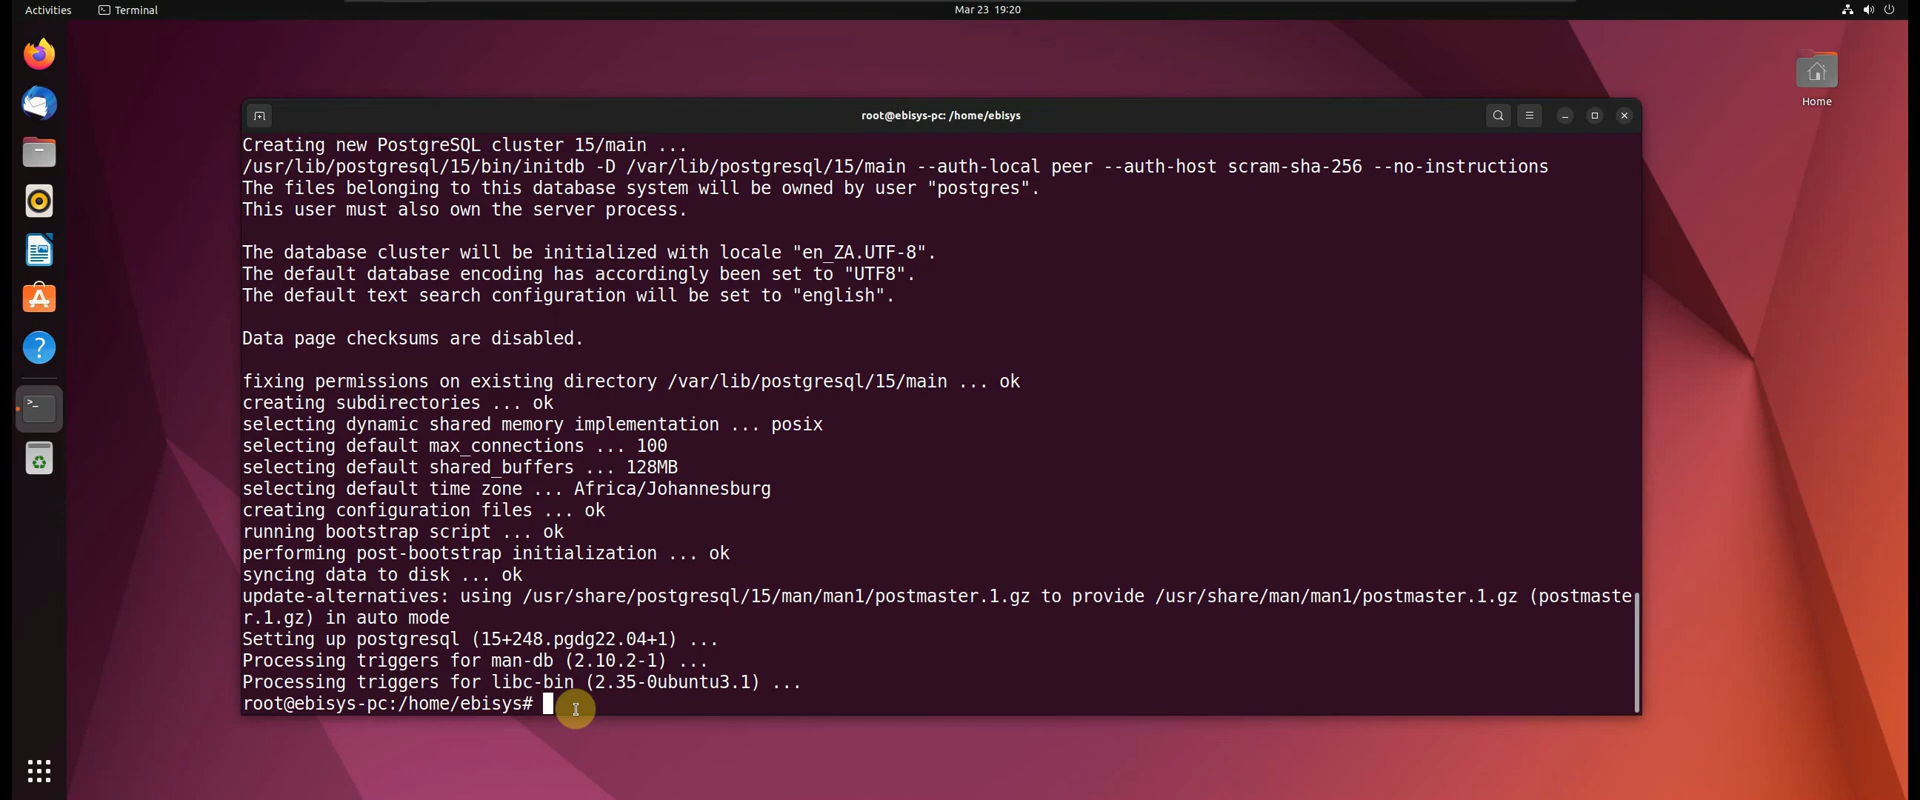 Activities
Terminal
Mar 23 19:20
Home
root@ebisys-pc: /home/ebisys
Creating new PostgreSQL cluster 15/main ...
/usr/lib/postgresql/15/bin/initdb -D /var/lib/postgresql/15/main --auth-local peer --auth-host scram-sha-256 --no-instructions
The files belonging to this database system will be owned by user "postgres".
This user must also own the server process.
The database cluster will be initialized with locale "en_ZA.UTF-8".
The default database encoding has accordingly been set to "UTF8".
The default text search configuration will be set to "english".
Data page checksums are disabled.
fixing permissions on existing directory /var/lib/postgresql/15/main ... ok
creating subdirectories ... ok
selecting dynamic shared memory implementation ... posix
selecting default max_connections ... 100
selecting default shared_buffers ... 128MB
selecting default time zone ... Africa/Johannesburg
creating configuration files ... ok
running bootstrap script ... ok
performing post-bootstrap initialization ... ok
syncing data to disk ... ok
update-alternatives: using /usr/share/postgresql/15/man/man1/postmaster.1.gz to provide /usr/share/man/man1/postmaster.1.gz (postmaste
r.1.gz) in auto mode
Setting up postgresql (15+248.pgdg22.04+1) ...
Processing triggers for man-db (2.10.2-1) ...
Processing triggers for libc-bin (2.35-0ubuntu3.1) ...
root@ebisys-pc:/home/ebisys#